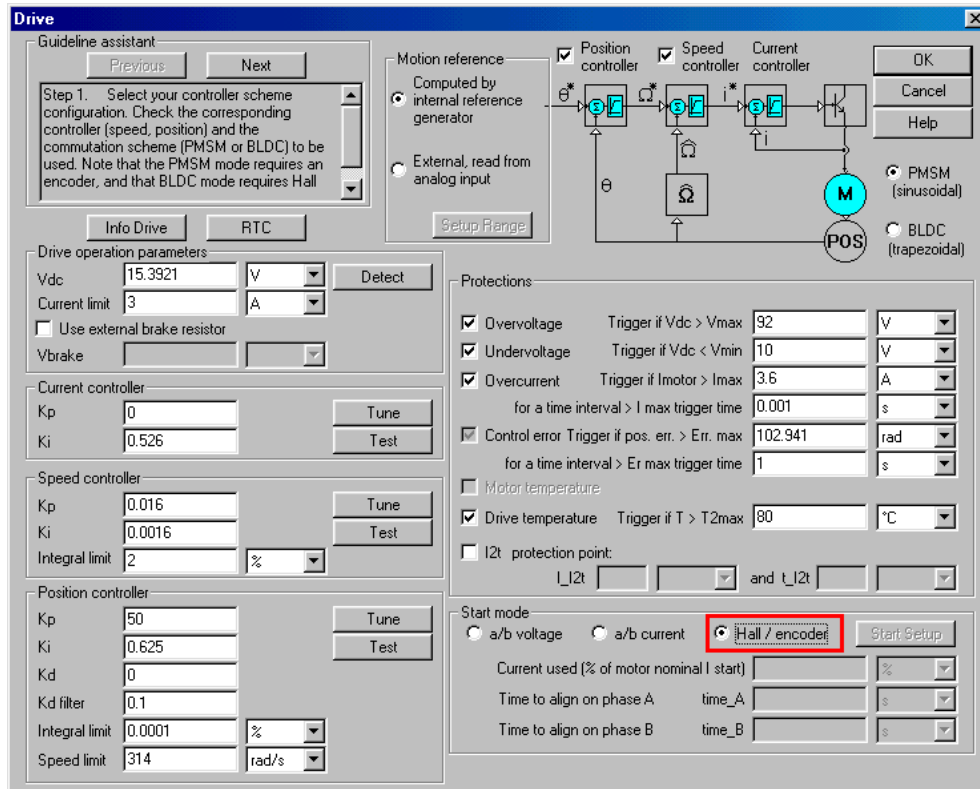 Drive
Guideline assistant
Previous
Next
Step 1. Select your controller scheme
configuration. Check the corresponding
controller (speed, position) and the
commutation scheme (PMSM or BLDC) to be
used. Note that the PMSM mode requires an
encoder, and that BLDC mode requires Hall
Info Drive
RTC
Motion reference
Computed by
internal reference
generator
External, read from
analog input
Setup Range
Position
controller
Speed
controller
Current
controller
θ* Ω* i*
Ω̂ i
θ
Ω̂
M
POS
OK
Cancel
Help
PMSM
(sinusoidal)
BLDC
(trapezoidal)
Drive operation parameters
Vdc 15.3921 V Detect
Current limit 3 A
Use external brake resistor
Vbrake
Current controller
Kp 0 Tune
Ki 0.526 Test
Speed controller
Kp 0.016 Tune
Ki 0.0016 Test
Integral limit 2 %
Position controller
Kp 50 Tune
Ki 0.625 Test
Kd 0
Kd filter 0.1
Integral limit 0.0001 %
Speed limit 314 rad/s
Protections
Overvoltage Trigger if Vdc > Vmax 92 V
Undervoltage Trigger if Vdc < Vmin 10 V
Overcurrent Trigger if Imotor > Imax 3.6 A
for a time interval > I max trigger time 0.001 s
Control error Trigger if pos. err. > Err. max 102.941 rad
for a time interval > Er max trigger time 1 s
Motor temperature
Drive temperature Trigger if T > T2max 80 °C
I2t protection point:
I_I2t and t_I2t
Start mode
a/b voltage a/b current Hall / encoder Start Setup
Current used (% of motor nominal I start) %
Time to align on phase A time_A s
Time to align on phase B time_B s